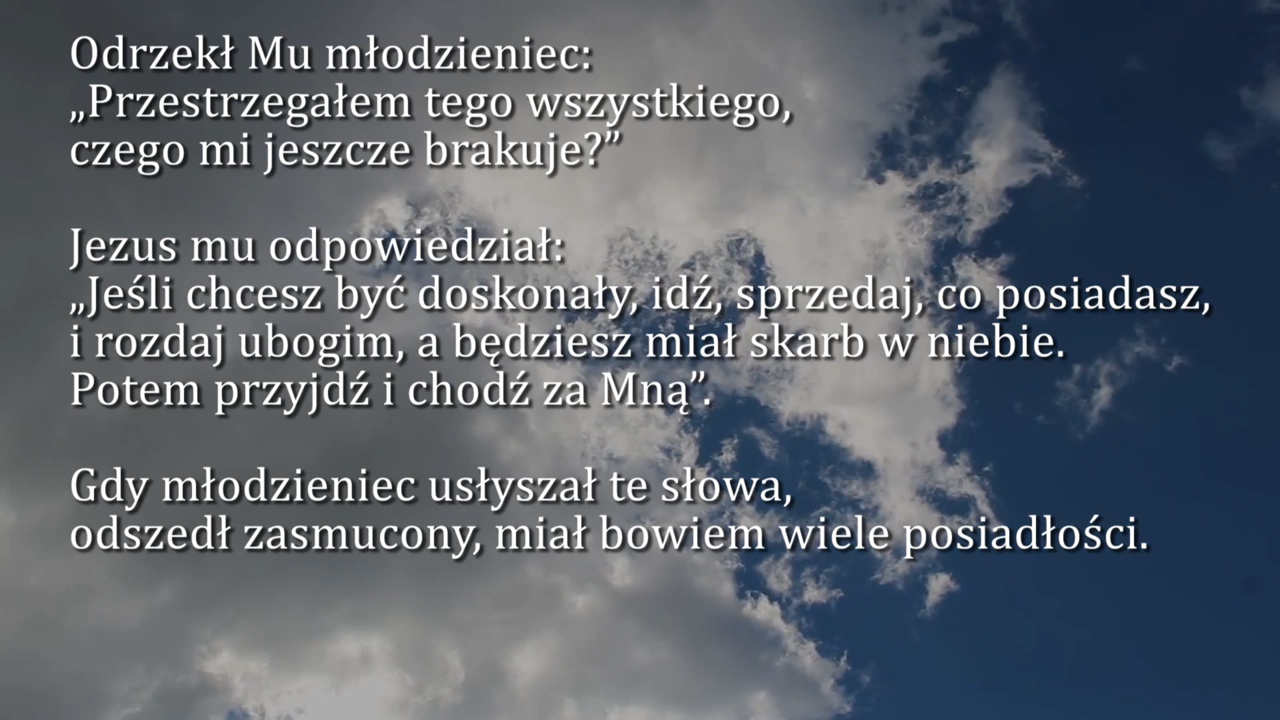 Odrzekł Mu młodzieniec:
„Przestrzegałem tego wszystkiego,
czego mi jeszcze brakuje?”
Jezus mu odpowiedział:
„Jeśli chcesz być doskonały, idź, sprzedaj, co posiadasz,
i rozdaj ubogim, a będziesz miał skarb w niebie.
Potem przyjdź i chodź za Mną”.
Gdy młodzieniec usłyszał te słowa,
odszedł zasmucony, miał bowiem wiele posiadłości.